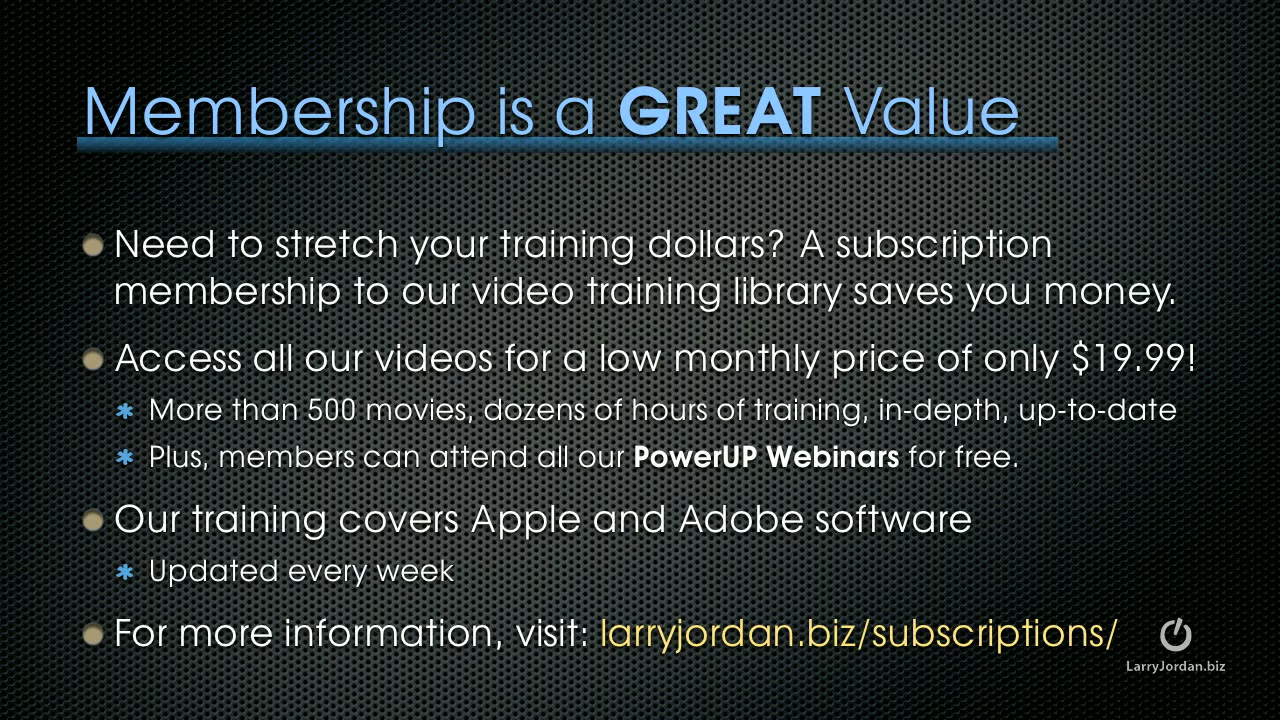 Membership is a GREAT Value
Need to stretch your training dollars? A subscription
membership to our video training library saves you money.
Access all our videos for a low monthly price of only $19.99!
More than 500 movies, dozens of hours of training, in-depth, up-to-date
Plus, members can attend all our PowerUP Webinars for free.
Our training covers Apple and Adobe software
Updated every week
For more information, visit: larryjordan.biz/subscriptions/
LarryJordan.biz